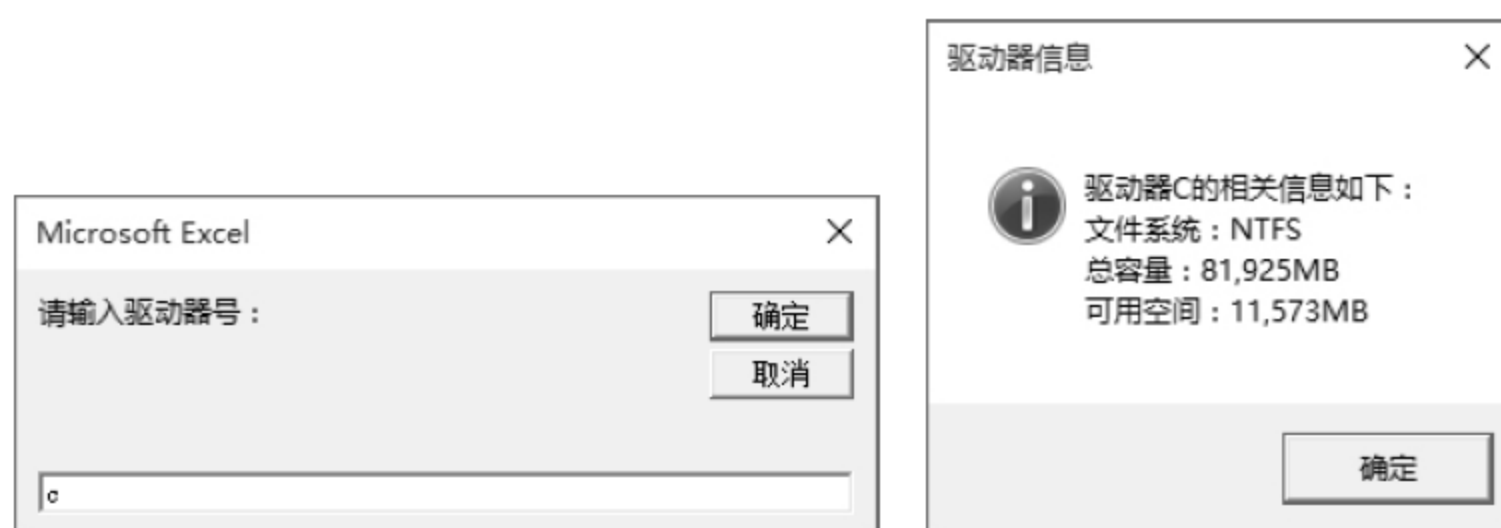 Microsoft Excel
请输入驱动器号：
确定
取消
c
驱动器信息
驱动器C的相关信息如下：
文件系统：NTFS
总容量：81,925MB
可用空间：11,573MB
确定